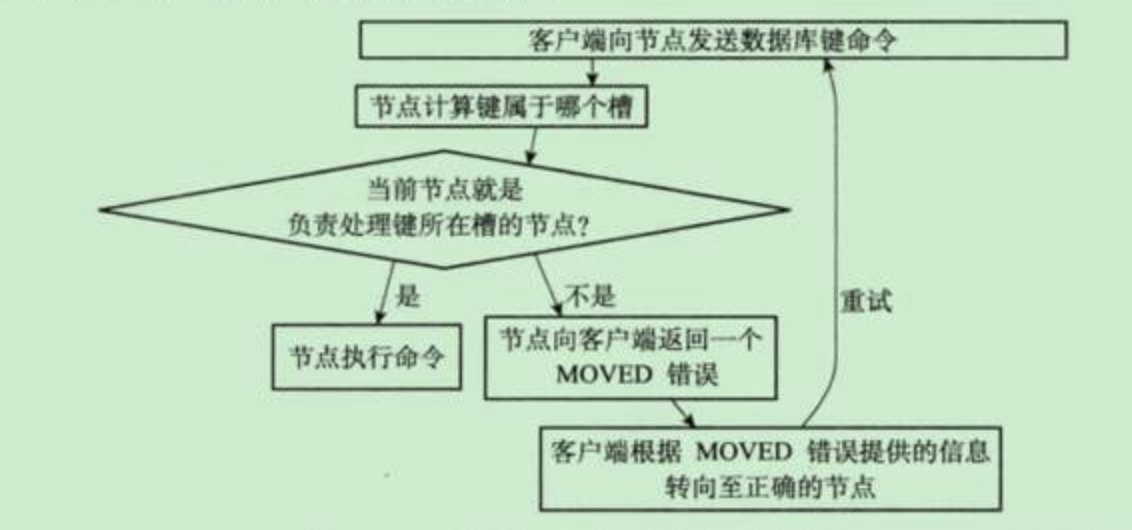 客户端向节点发送数据库键命令
节点计算键属于哪个槽
当前节点就是
负责处理键所在槽的节点?
是
不是
重试
节点执行命令
节点向客户端返回一个
MOVED 错误
客户端根据 MOVED 错误提供的信息
转向至正确的节点